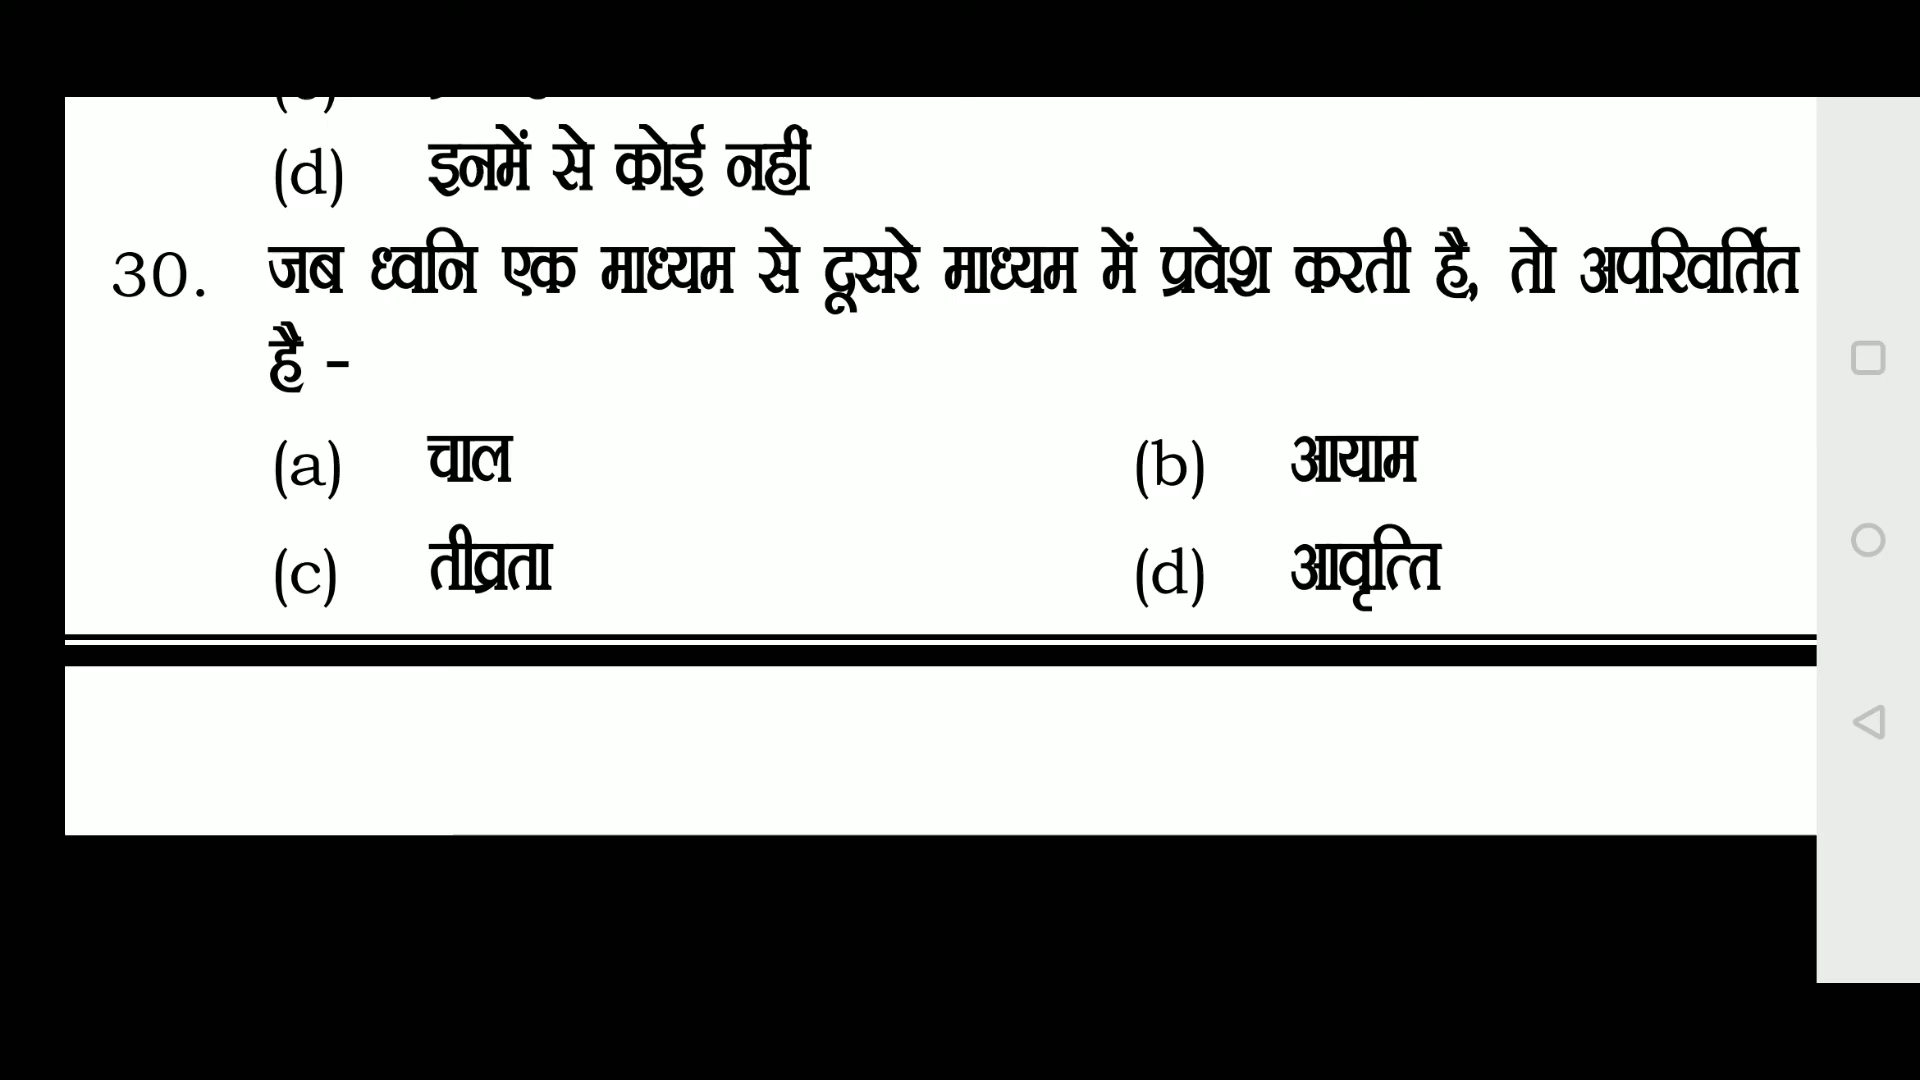 (d) इनमें से कोई नहीं
30. जब ध्वनि एक माध्यम से दूसरे माध्यम में प्रवेश करती है, तो अपरिवर्तित
है -
(a) चाल (b) आयाम
(c) तीव्रता (d) आवृत्ति